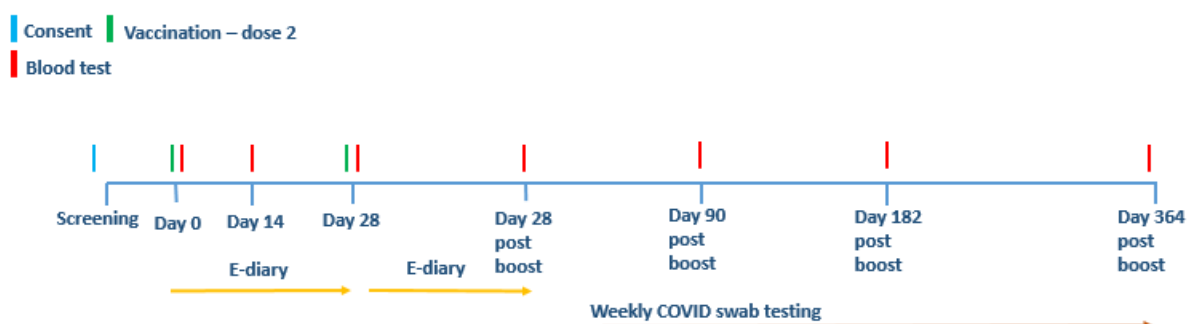 Consent
Vaccination – dose 2
Blood test
Screening
Day 0
Day 14
Day 28
Day 28
post
boost
Day 90
post
boost
Day 182
post
boost
Day 364
post
boost
E-diary
E-diary
Weekly COVID swab testing